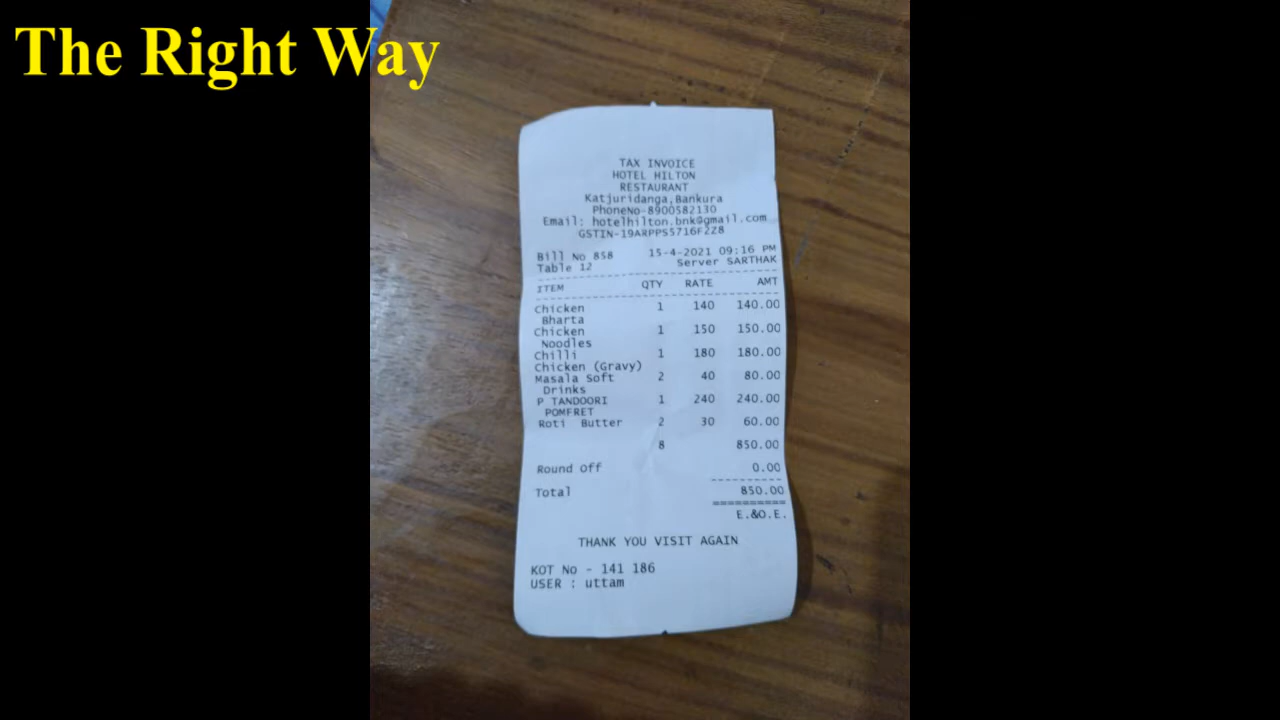 The Right Way
TAX INVOICE
HOTEL HILTON
RESTAURANT
Katjuridanga,Bankura
PhoneNo-8900582130
Email: hotelhilton.bnk@gmail.com
GSTIN-19ARPPS5716F2Z8
Bill No 858 15-4-2021 09:16 PM
Table 12 Server SARTHAK
ITEM QTY RATE AMT
Chicken 1 140 140.00
Bharta
Chicken 1 150 150.00
Noodles
Chilli 1 180 180.00
Chicken (Gravy)
Masala Soft 2 40 80.00
Drinks
P TANDOORI 1 240 240.00
POMFRET
Roti Butter 2 30 60.00
8 850.00
Round Off 0.00
Total 850.00
E.&O.E.
THANK YOU VISIT AGAIN
KOT No - 141 186
USER : uttam